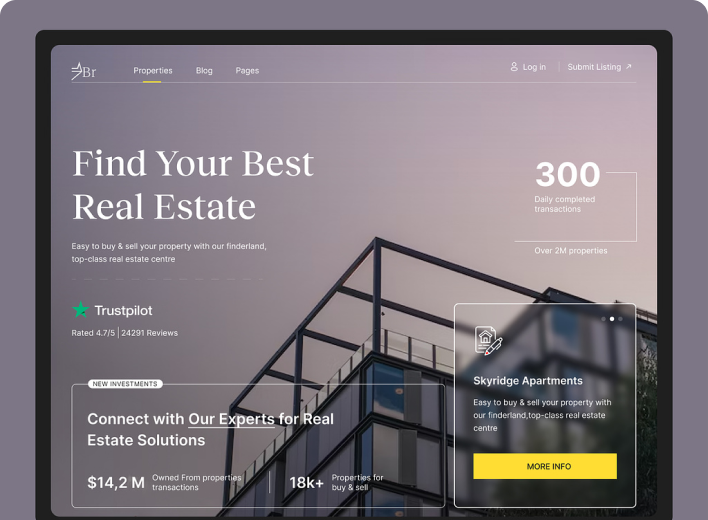 Br
Properties Blog Pages
Log in Submit Listing
Find Your Best
Real Estate
Easy to buy & sell your property with our finderland,
top-class real estate centre
300
Daily completed
transactions
Over 2M properties
Trustpilot
Rated 4.7/5 24291 Reviews
NEW INVESTMENTS
Connect with Our Experts for Real
Estate Solutions
$14,2 M
Owned From properties
transactions
18k+
Properties for
buy & sell
Skyridge Apartments
Easy to buy & sell your property with
our finderland,top-class real estate
centre
MORE INFO